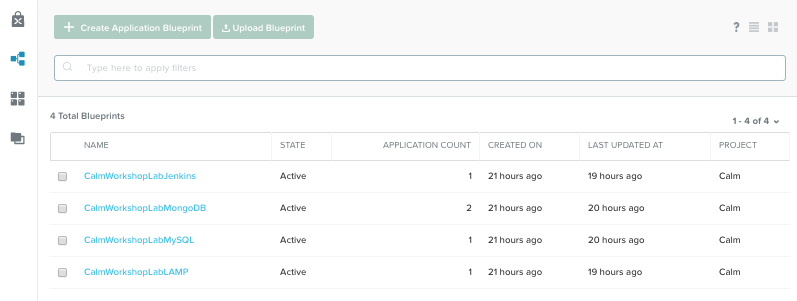 Create Application Blueprint Upload Blueprint ?
Type here to apply filters
4 Total Blueprints 1 - 4 of 4
NAME STATE APPLICATION COUNT CREATED ON LAST UPDATED AT PROJECT
CalmWorkshopLabJenkins Active 1 21 hours ago 19 hours ago Calm
CalmWorkshopLabMongoDB Active 2 21 hours ago 20 hours ago Calm
CalmWorkshopLabMySQL Active 1 21 hours ago 20 hours ago Calm
CalmWorkshopLabLAMP Active 1 21 hours ago 19 hours ago Calm